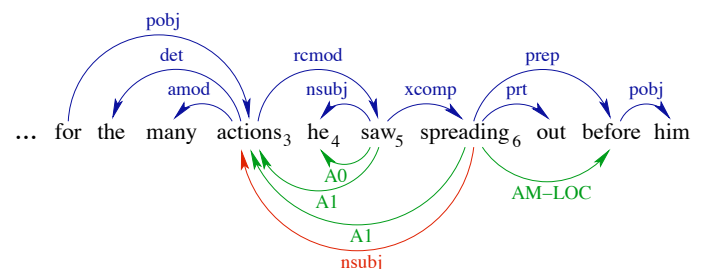 pobj
det rcmod prep
amod nsubj xcomp prt pobj
... for the many actions3 he4 saw5 spreading6 out before him
A0
A1 AM−LOC
A1
nsubj